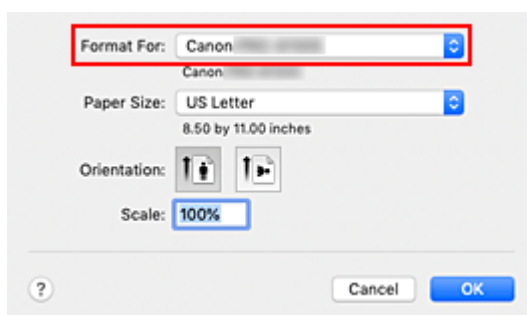 Format For: Canon
Canon
Paper Size: US Letter
8.50 by 11.00 inches
Orientation:
Scale: 100%
?
Cancel OK